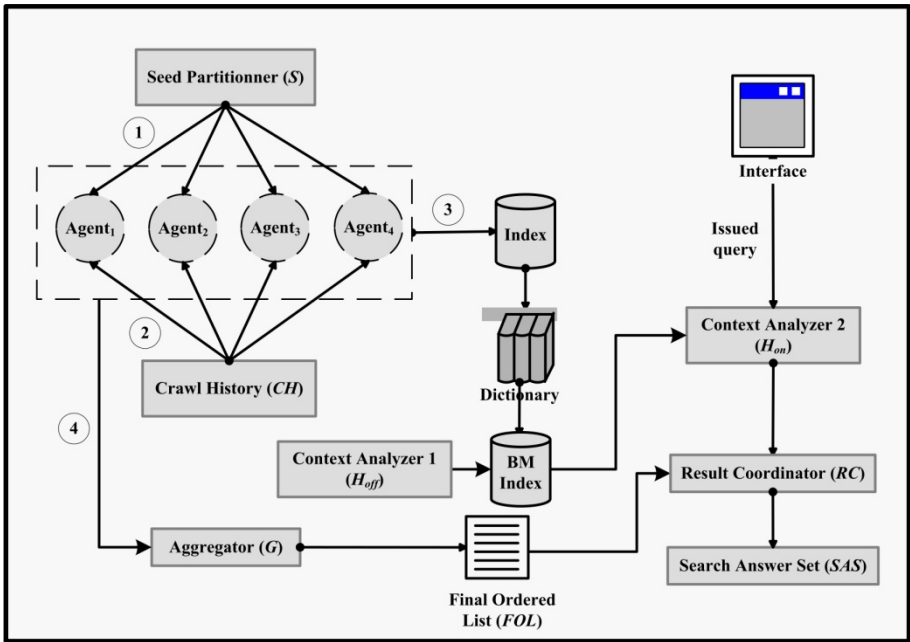 Seed Partitionner (S)
1
Interface
Agent1 Agent2 Agent3 Agent4
3
Index
Issued
query
2
Context Analyzer 2
(Hon)
Crawl History (CH)
Dictionary
4
Context Analyzer 1
(Hoff)
BM
Index
Result Coordinator (RC)
Aggregator (G)
Search Answer Set (SAS)
Final Ordered
List (FOL)